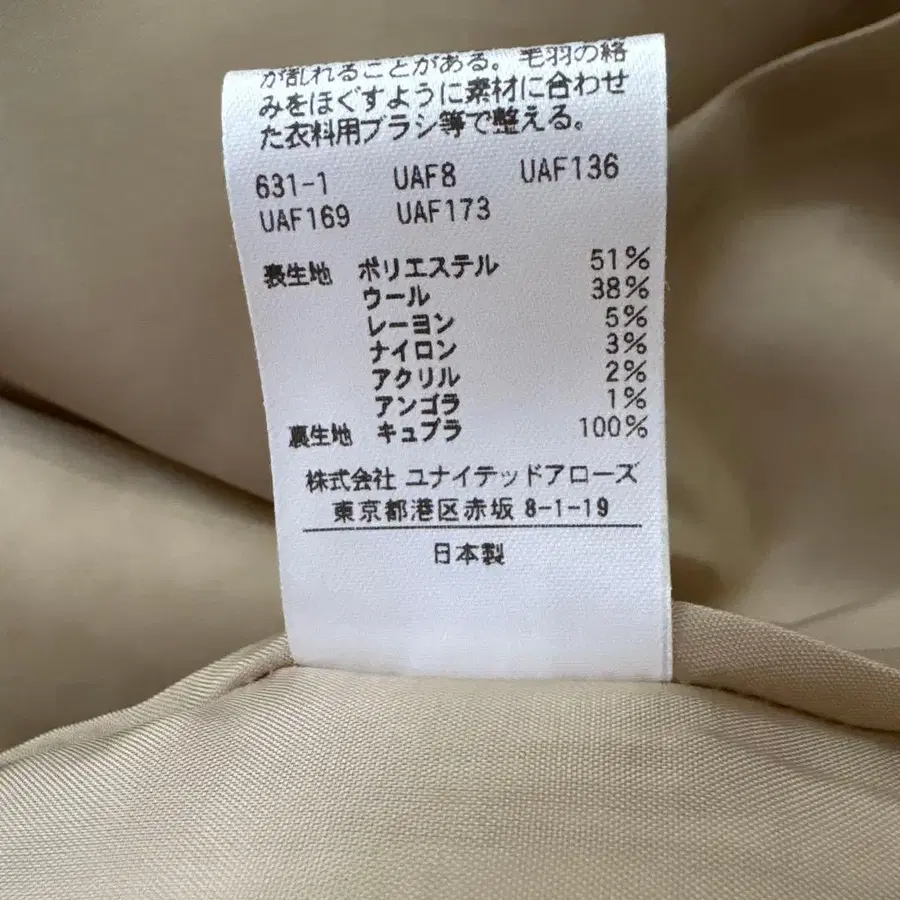 が乱れることがある。毛羽の絡
みをほぐすように素材に合わせ
た衣料用ブラシ等で整える。
631-1 UAF8 UAF136
UAF169 UAF173
表生地 ポリエステル 51%
ウール 38%
レーヨン 5%
ナイロン 3%
アクリル 2%
アンゴラ 1%
裏生地 キュプラ 100%
株式会社 ユナイテッドアローズ
東京都港区赤坂 8-1-19
日本製